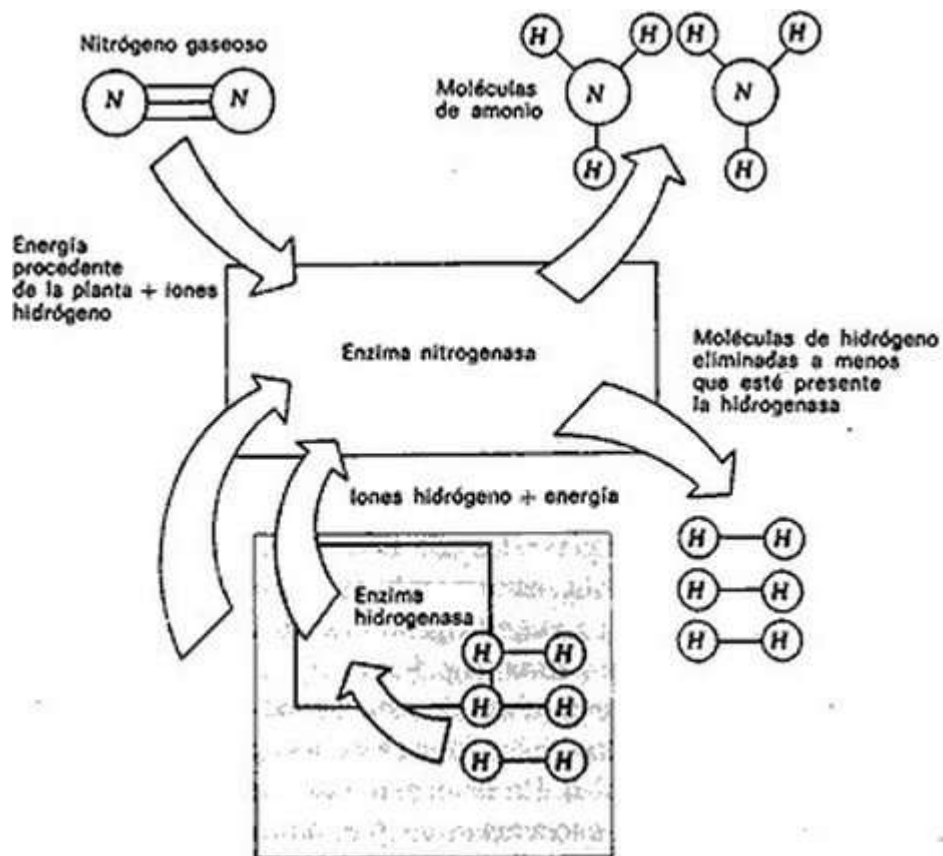 Nitrógeno gaseoso
N N
Moléculas
de amonio
H H H H
N N
H H
Energía
procedente
de la planta + iones
hidrógeno
Enzima nitrogenasa
Moléculas de hidrógeno
eliminadas a menos
que esté presente
la hidrogenasa
Iones hidrógeno + energía
H H
H H
H H
Enzima
hidrogenasa
H H
H H
H H